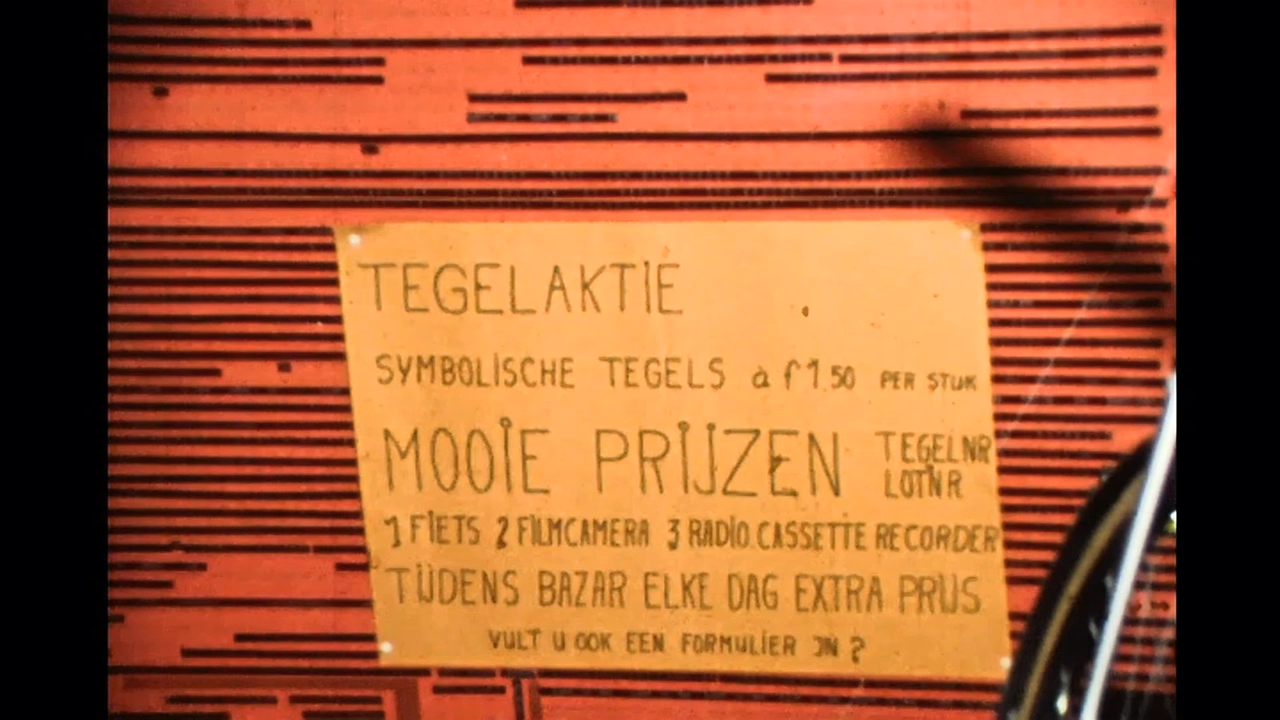 TEGELAKTIE
SYMBOLISCHE TEGELS à f 1.50 PER STUK
MOOIE PRIJZEN TEGELNR
LOTNR
1 FIETS 2 FILMCAMERA 3 RADIO CASSETTE RECORDER
TIJDENS BAZAR ELKE DAG EXTRA PRIJS
VULT U OOK EEN FORMULIER IN ?